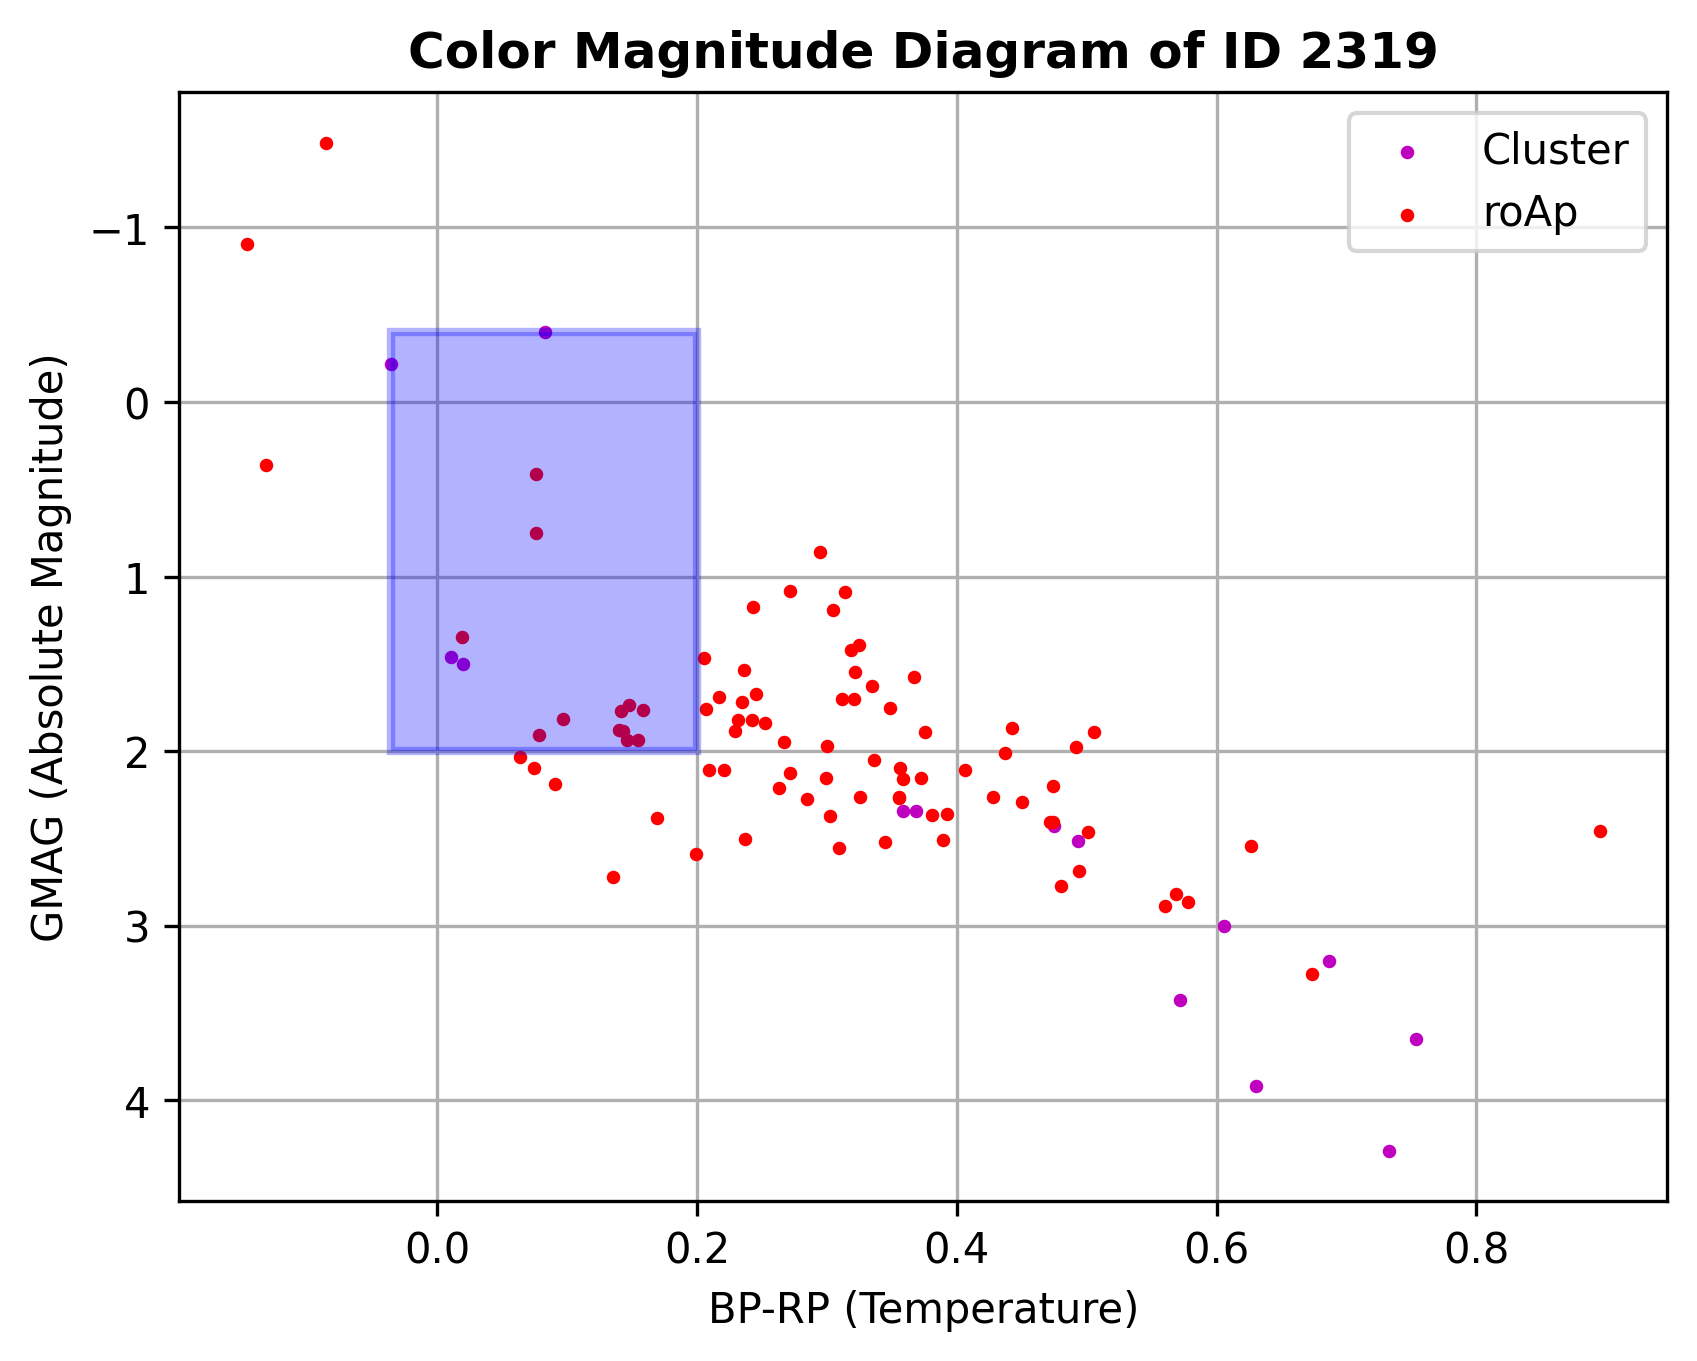 Color Magnitude Diagram of ID 2319
Cluster
roAp
GMAG (Absolute Magnitude)
−1
0
1
2
3
4
0.0 0.2 0.4 0.6 0.8
BP-RP (Temperature)